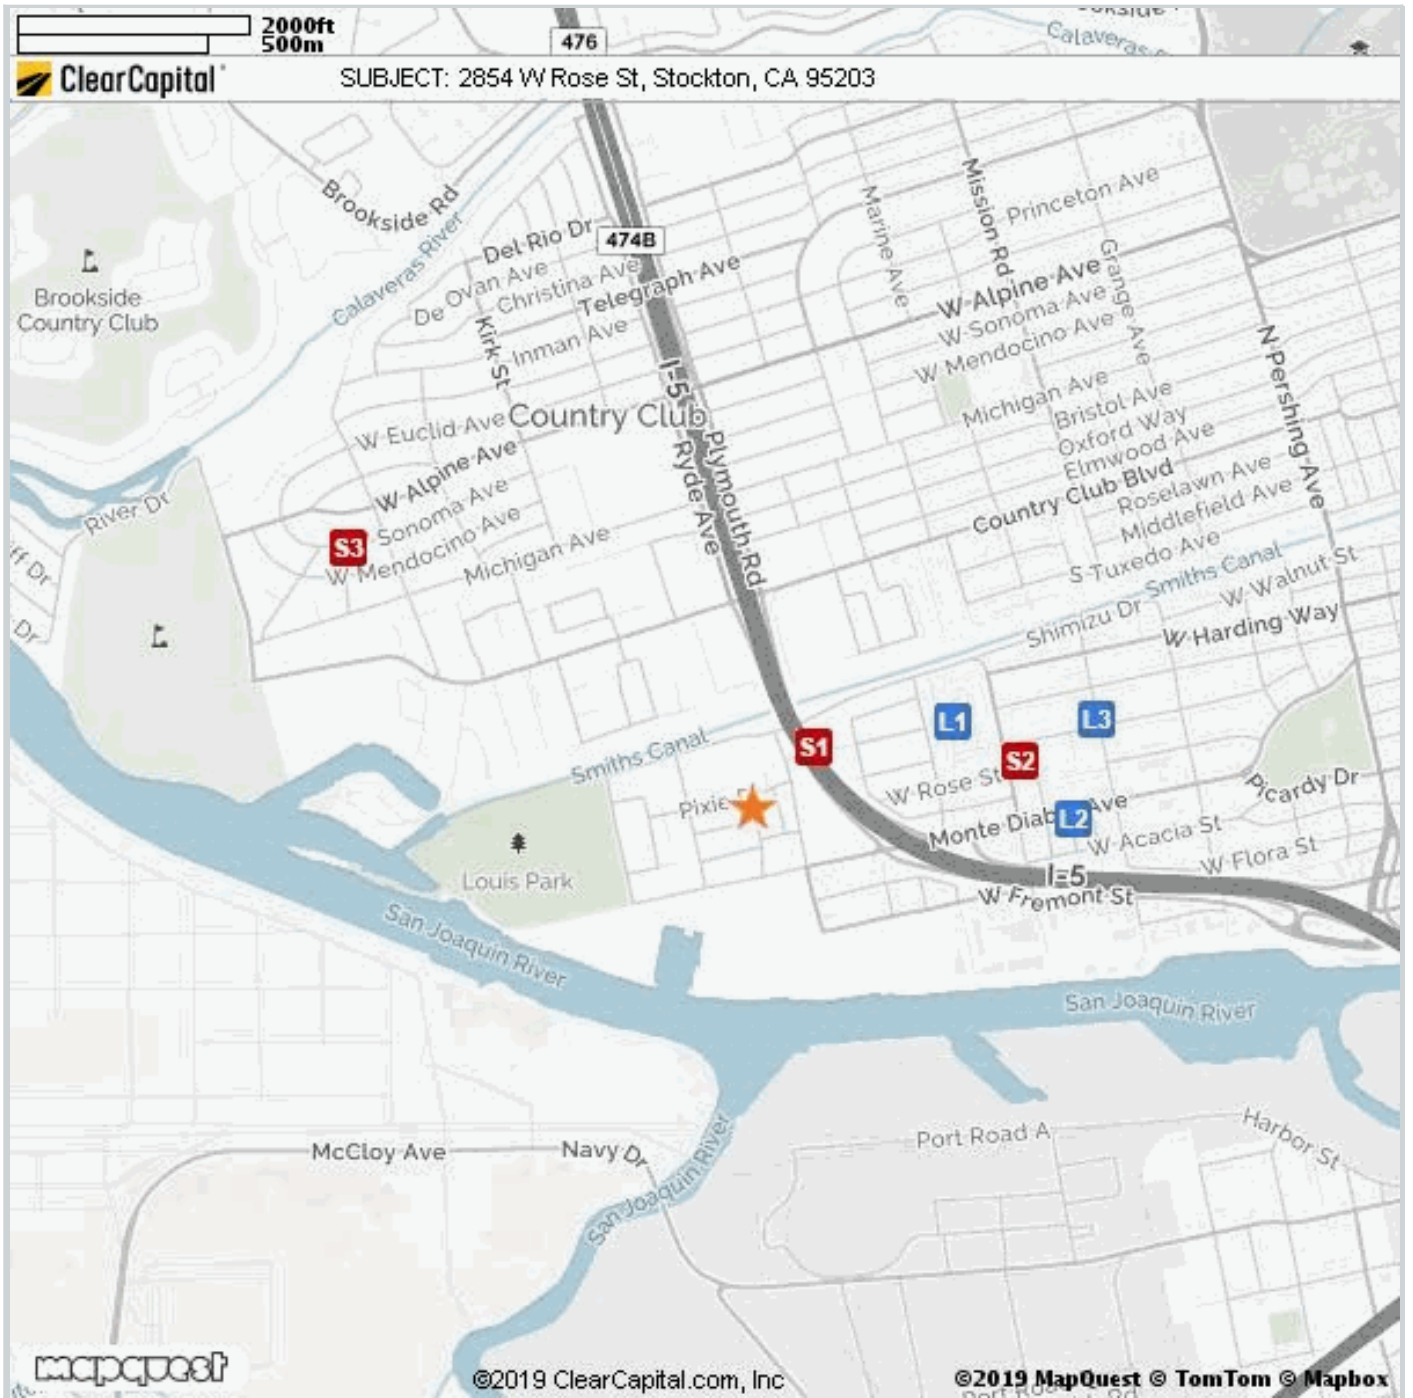 2000ft
500m
476
Calaveras
ClearCapital
SUBJECT: 2854 W Rose St, Stockton, CA 95203
Brookside Rd
Calaveras River
Del Rio Dr
474B
De Ovan Ave
Christina Ave
Telegraph Ave
Kirk St
Inman Ave
Marine Ave
Mission Rd
Princeton Ave
Grange Ave
W Alpine Ave
W Sonoma Ave
W Mendocino Ave
N Pershing Ave
Brookside
Country Club
I-5
Country Club
W Euclid Ave
W Alpine Ave
Sonoma Ave
W Mendocino Ave
Michigan Ave
Ryde Ave
Plymouth Rd
Michigan Ave
Bristol Ave
Oxford Way
Elmwood Ave
Country Club Blvd
Roselawn Ave
Middlefield Ave
S Tuxedo Ave
Smiths Canal
W Walnut St
Shimizu Dr
W Harding Way
River Dr
Dr
Dr
S3
L1
L3
S1
S2
Smiths Canal
Pixie
W Rose St
Picardy Dr
Monte Diab Ave
L2
W Acacia St
W Flora St
I-5
W Fremont St
Louis Park
San Joaquin River
San Joaquin River
Port Road A
Harbor St
McCloy Ave
Navy Dr
San Joaquin River
mapquest
©2019 ClearCapital.com, Inc
©2019 MapQuest © TomTom © Mapbox